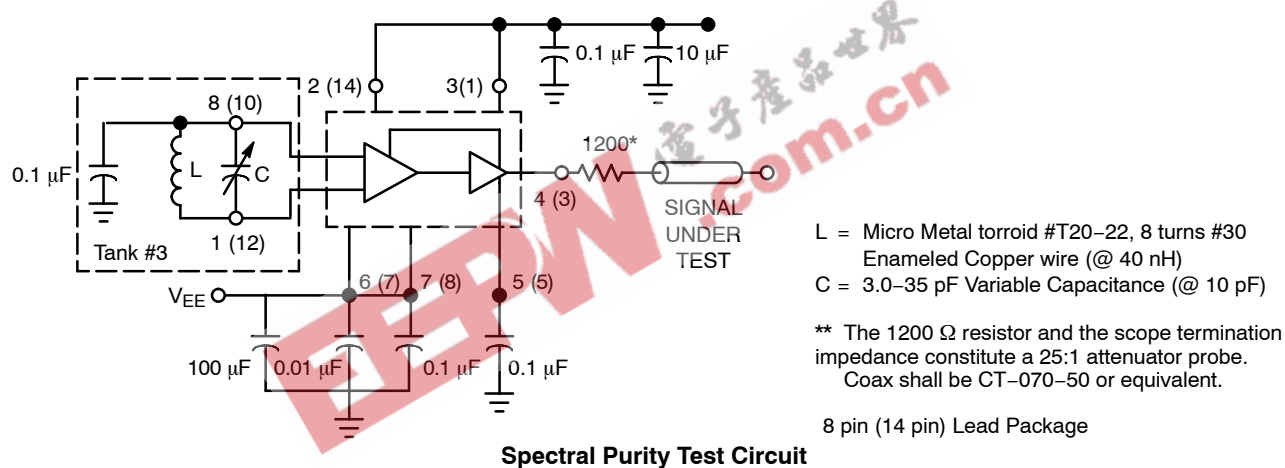 0.1 μF
10 μF
2 (14)
3(1)
8 (10)
1200*
0.1 μF
L
C
4 (3)
1 (12)
Tank #3
SIGNAL
UNDER
TEST
6 (7)
7 (8)
5 (5)
VEE
100 μF
0.01 μF
0.1 μF
0.1 μF
L = Micro Metal torroid #T20−22, 8 turns #30
Enameled Copper wire (@ 40 nH)
C = 3.0−35 pF Variable Capacitance (@ 10 pF)
** The 1200 Ω resistor and the scope termination
impedance constitute a 25:1 attenuator probe.
Coax shall be CT−070−50 or equivalent.
8 pin (14 pin) Lead Package
Spectral Purity Test Circuit
EEPW.com.cn
電子產品世界